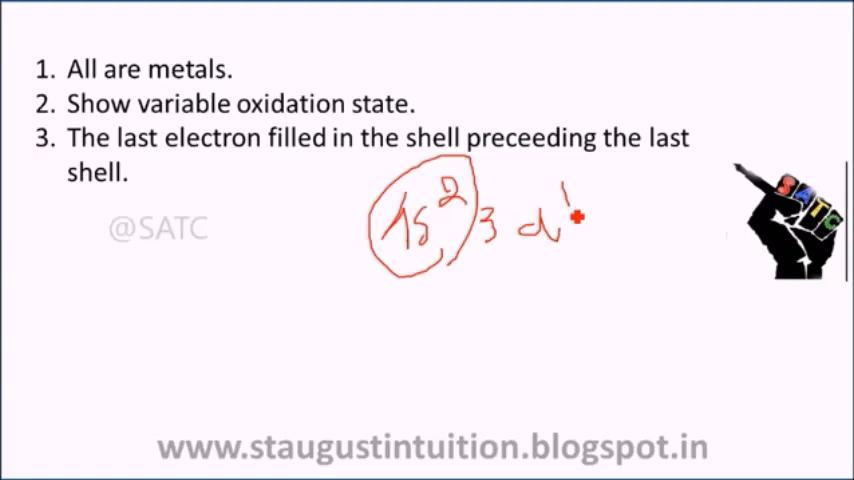 1. All are metals.
2. Show variable oxidation state.
3. The last electron filled in the shell preceeding the last
shell.
4s², 3d¹
@SATC
SATC
www.staugustintuition.blogspot.in